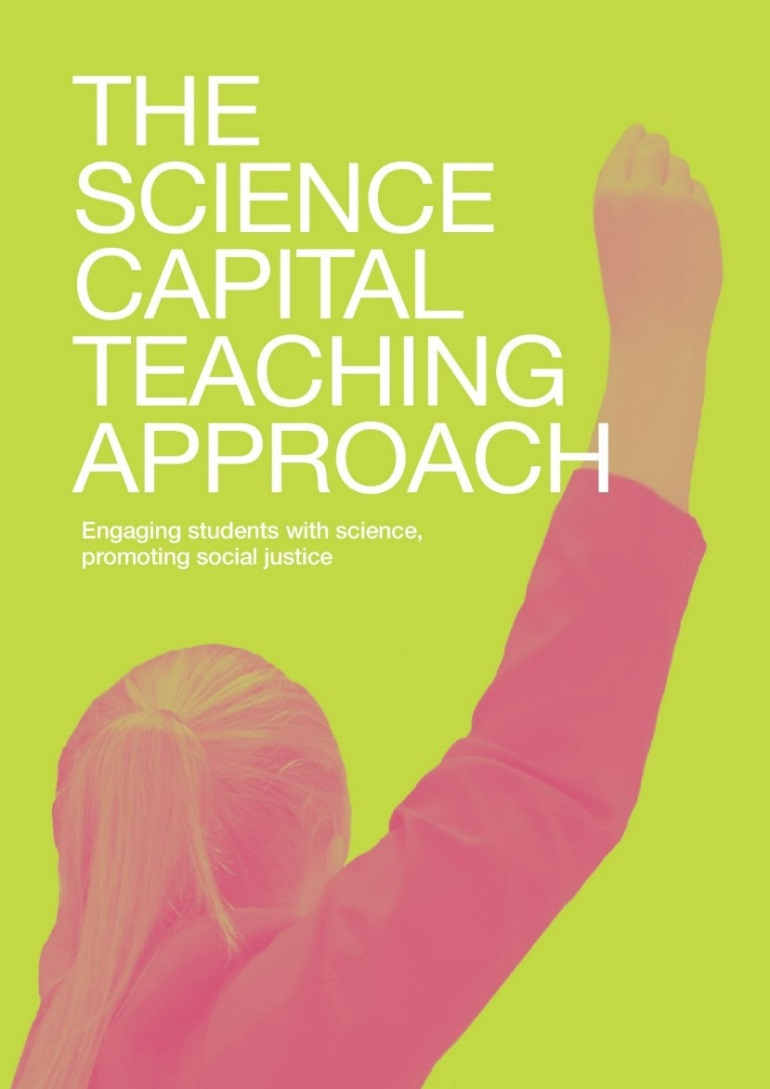 THE
SCIENCE
CAPITAL
TEACHING
APPROACH
Engaging students with science,
promoting social justice